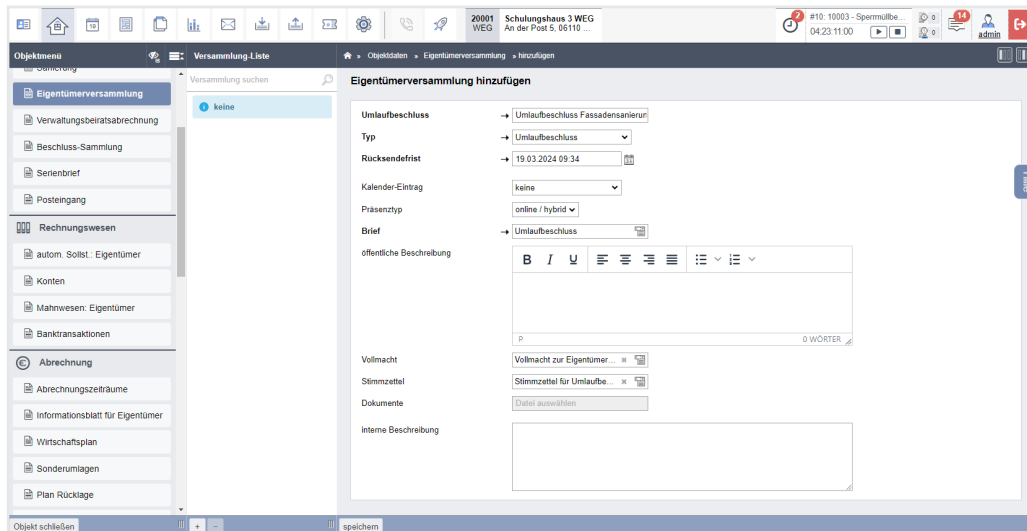 20001 Schulungshaus 3 WEG
WEG An der Post 5, 06110 ...
2 #10: 10003 - Sperrmüllbe...
04:23:11:00
0
0
14
admin
Objektmenü
Versammlung-Liste
» Objektdaten » Eigentümerversammlung » hinzufügen
Sanierung
Eigentümerversammlung
Verwaltungsbeiratsabrechnung
Beschluss-Sammlung
Serienbrief
Posteingang
Rechnungswesen
autom. Sollst.: Eigentümer
Konten
Mahnwesen: Eigentümer
Banktransaktionen
Abrechnung
Abrechnungszeiträume
Informationsblatt für Eigentümer
Wirtschaftsplan
Sonderumlagen
Plan Rücklage
Versammlung suchen
keine
Eigentümerversammlung hinzufügen
Umlaufbeschluss → Umlaufbeschluss Fassadensanierun
Typ → Umlaufbeschluss
Rücksendefrist → 19.03.2024 09:34
Kalender-Eintrag keine
Präsenztyp online / hybrid
Brief → Umlaufbeschluss
öffentliche Beschreibung
B I U
P 0 WÖRTER
Vollmacht Vollmacht zur Eigentümer... ×
Stimmzettel Stimmzettel für Umlaufbe... ×
Dokumente Datei auswählen
interne Beschreibung
Objekt schließen + − speichern